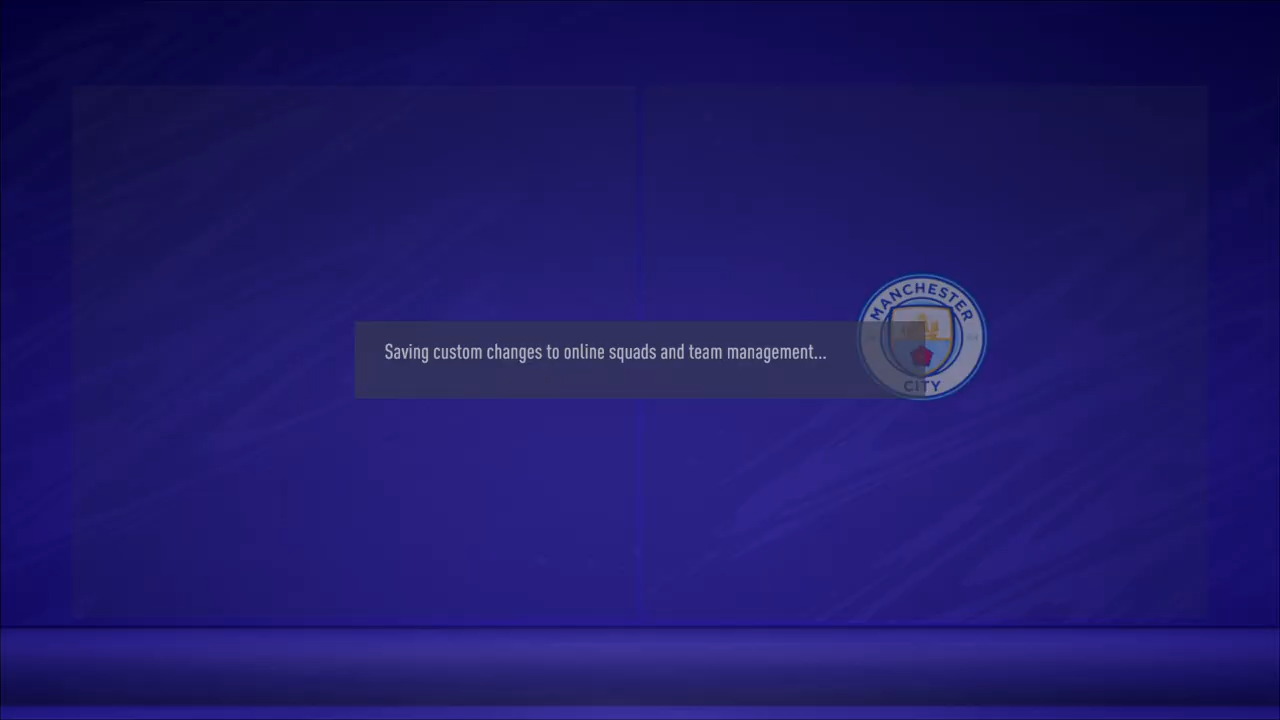 MANCHESTER
Saving custom changes to online squads and team management...
CITY